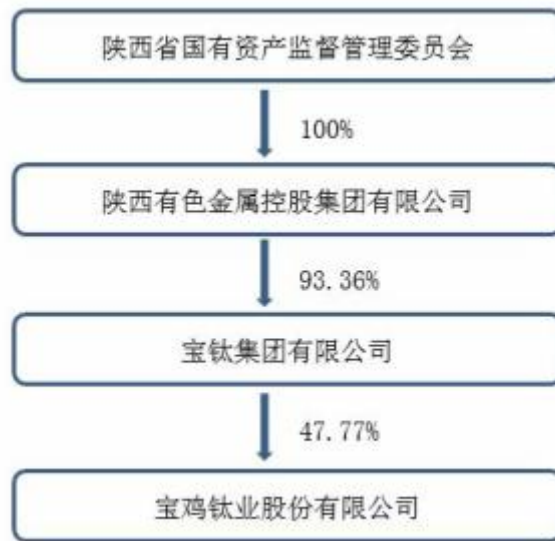 陕西省国有资产监督管理委员会
100%
陕西有色金属控股集团有限公司
93.36%
宝钛集团有限公司
47.77%
宝鸡钛业股份有限公司